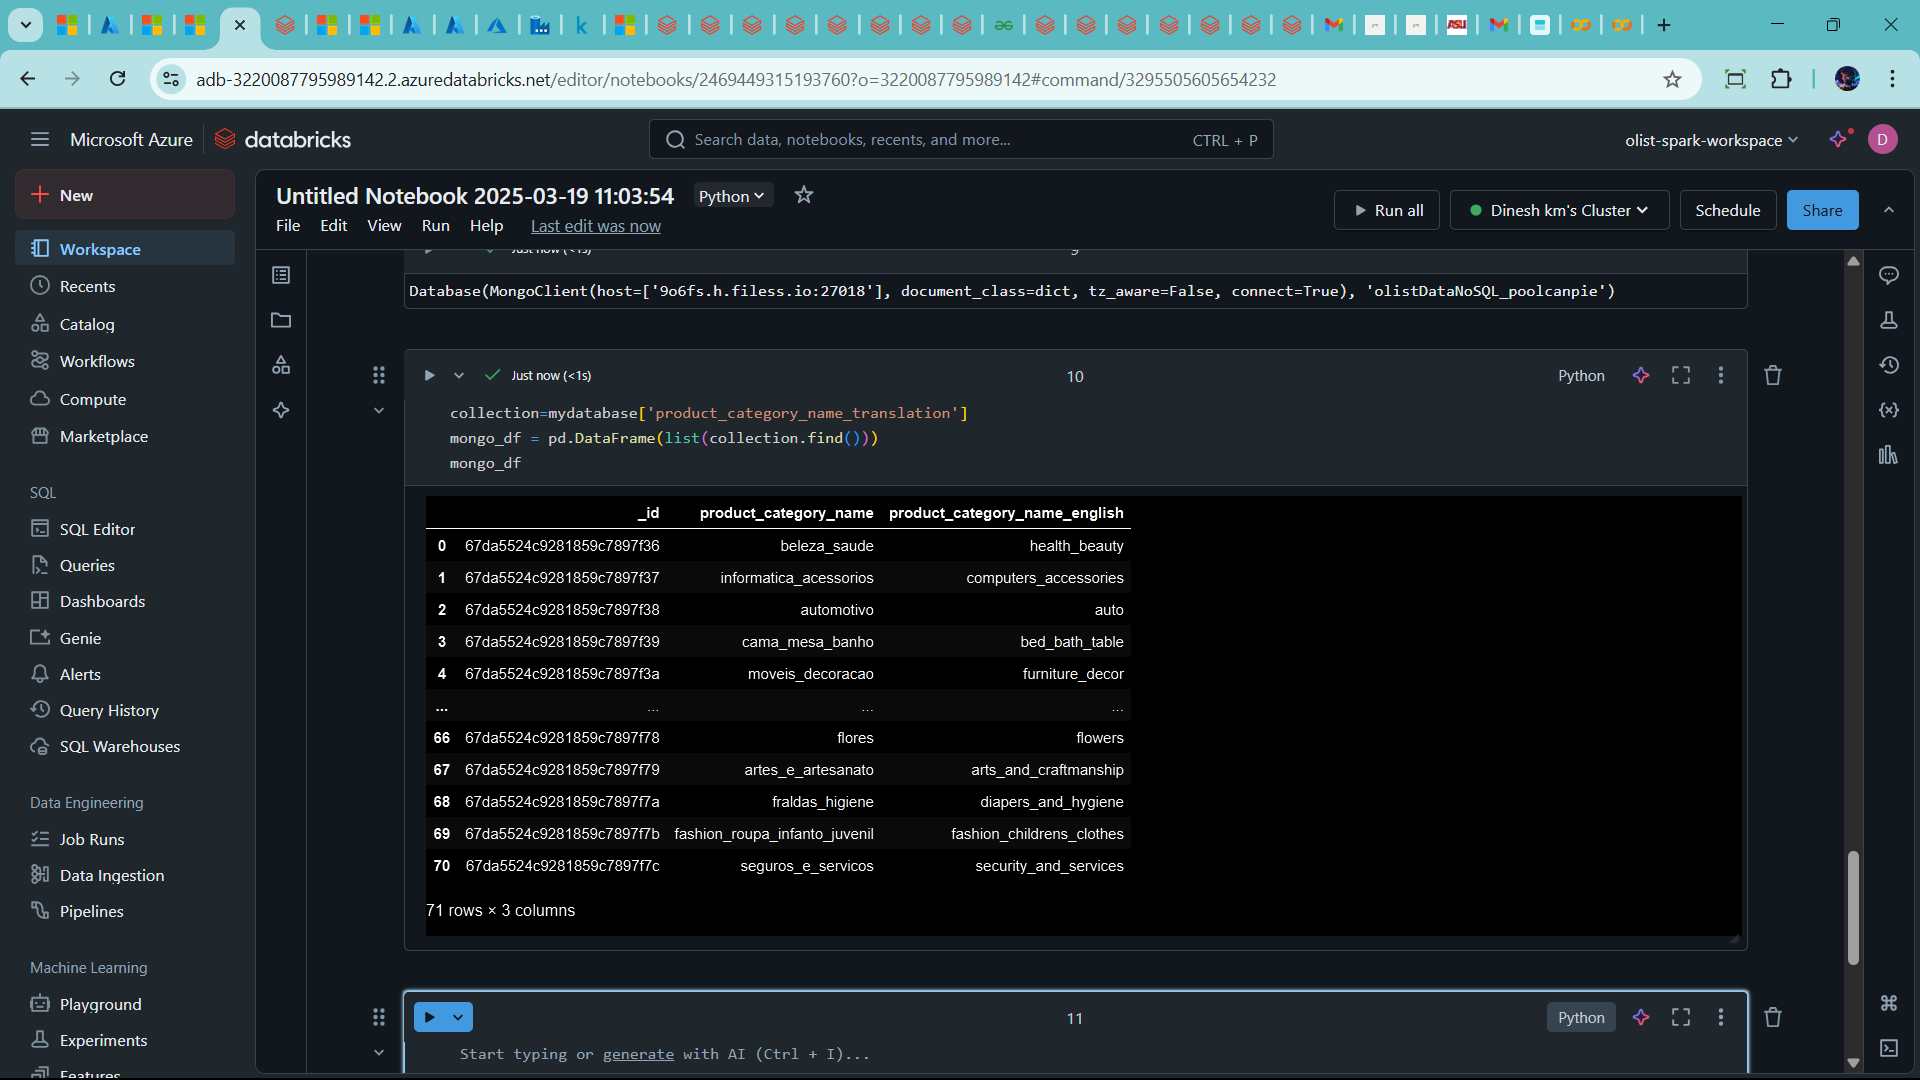 adb-3220087795989142.2.azuredatabricks.net/editor/notebooks/2469449315193760?o=3220087795989142#command/3295505605654232
Microsoft Azure databricks
Search data, notebooks, recents, and more... CTRL + P
olist-spark-workspace
D
New
Workspace
Recents
Catalog
Workflows
Compute
Marketplace
SQL
SQL Editor
Queries
Dashboards
Genie
Alerts
Query History
SQL Warehouses
Data Engineering
Job Runs
Data Ingestion
Pipelines
Machine Learning
Playground
Experiments
Features
Untitled Notebook 2025-03-19 11:03:54 Python
File Edit View Run Help Last edit was now
Run all Dinesh km's Cluster Schedule Share
Just now (<1s) 9
Database(MongoClient(host=['9o6fs.h.filess.io:27018'], document_class=dict, tz_aware=False, connect=True), 'olistDataNoSQL_poolcanpie')
Just now (<1s) 10 Python
collection=mydatabase['product_category_name_translation']
mongo_df = pd.DataFrame(list(collection.find()))
mongo_df
_id product_category_name product_category_name_english
0 67da5524c9281859c7897f36 beleza_saude health_beauty
1 67da5524c9281859c7897f37 informatica_acessorios computers_accessories
2 67da5524c9281859c7897f38 automotivo auto
3 67da5524c9281859c7897f39 cama_mesa_banho bed_bath_table
4 67da5524c9281859c7897f3a moveis_decoracao furniture_decor
... ... ... ...
66 67da5524c9281859c7897f78 flores flowers
67 67da5524c9281859c7897f79 artes_e_artesanato arts_and_craftmanship
68 67da5524c9281859c7897f7a fraldas_higiene diapers_and_hygiene
69 67da5524c9281859c7897f7b fashion_roupa_infanto_juvenil fashion_childrens_clothes
70 67da5524c9281859c7897f7c seguros_e_servicos security_and_services
71 rows × 3 columns
11 Python
Start typing or generate with AI (Ctrl + I)...